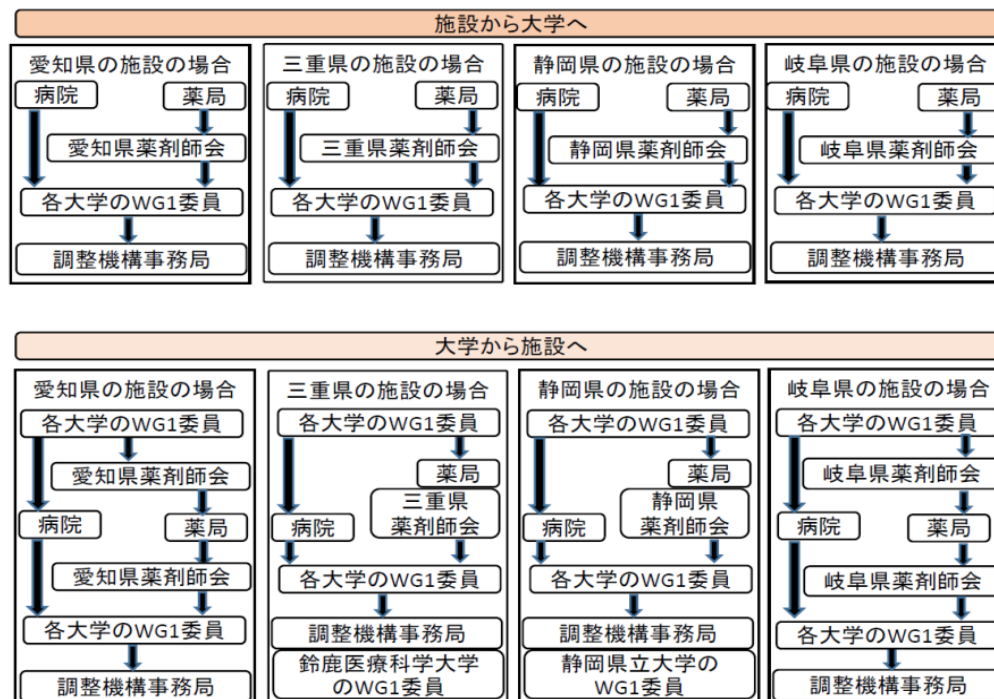 施設から大学へ
愛知県の施設の場合
病院
薬局
愛知県薬剤師会
各大学のWG1委員
調整機構事務局
三重県の施設の場合
病院
薬局
三重県薬剤師会
各大学のWG1委員
調整機構事務局
静岡県の施設の場合
病院
薬局
静岡県薬剤師会
各大学のWG1委員
調整機構事務局
岐阜県の施設の場合
病院
薬局
岐阜県薬剤師会
各大学のWG1委員
調整機構事務局
大学から施設へ
愛知県の施設の場合
各大学のWG1委員
愛知県薬剤師会
病院
薬局
愛知県薬剤師会
各大学のWG1委員
調整機構事務局
三重県の施設の場合
各大学のWG1委員
薬局
三重県
薬剤師会
病院
各大学のWG1委員
調整機構事務局
鈴鹿医療科学大学
のWG1委員
静岡県の施設の場合
各大学のWG1委員
薬局
静岡県
薬剤師会
病院
各大学のWG1委員
調整機構事務局
静岡県立大学の
WG1委員
岐阜県の施設の場合
各大学のWG1委員
岐阜県薬剤師会
病院
薬局
岐阜県薬剤師会
各大学のWG1委員
調整機構事務局